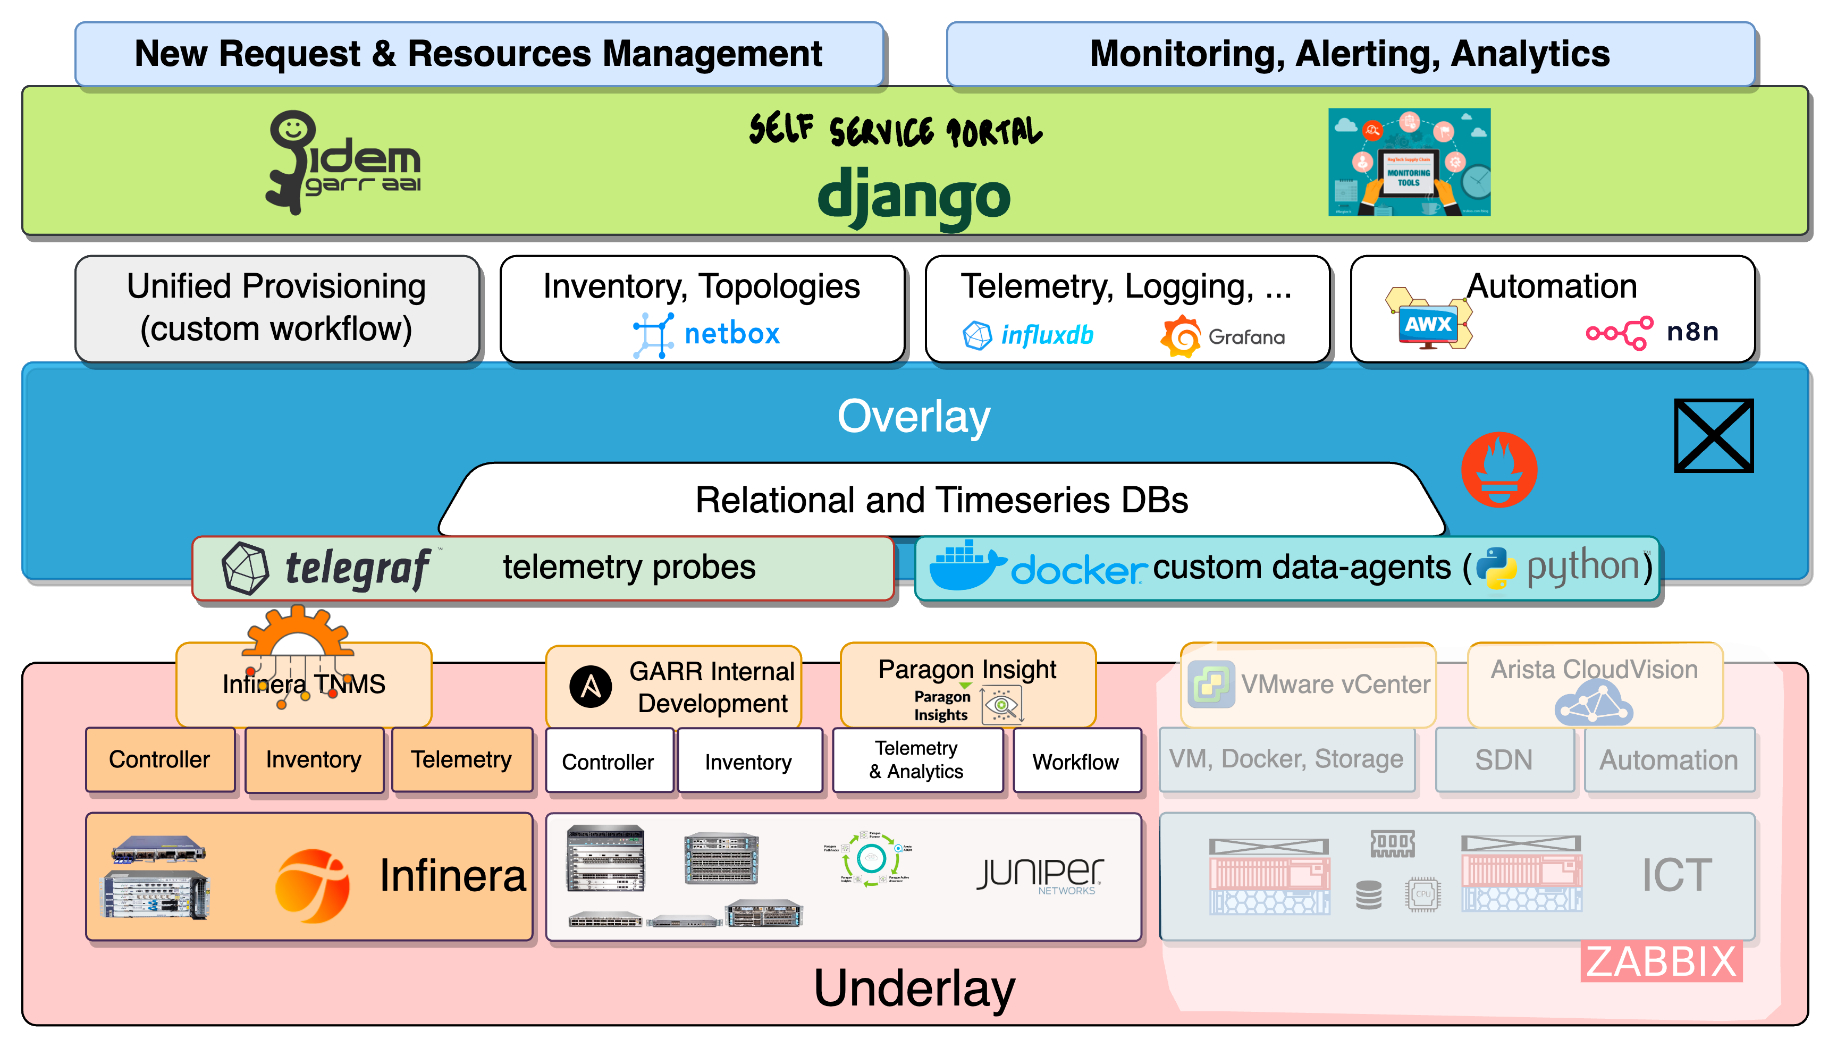 New Request & Resources Management
Monitoring, Alerting, Analytics
idem
garr aai
SELF SERVICE PORTAL
django
MONITORING
TOOLS
Unified Provisioning
(custom workflow)
Inventory, Topologies
netbox
Telemetry, Logging, ...
influxdb
Grafana
Automation
AWX
n8n
Overlay
Relational and Timeseries DBs
telegraf telemetry probes
docker custom data-agents (python)
Infinera TNMS
GARR Internal
Development
Paragon Insight
Paragon
Insights
VMware vCenter
Arista CloudVision
Controller
Inventory
Telemetry
Controller
Inventory
Telemetry
& Analytics
Workflow
VM, Docker, Storage
SDN
Automation
Infinera
JUNIPER
NETWORKS
CPU
ICT
ZABBIX
Underlay